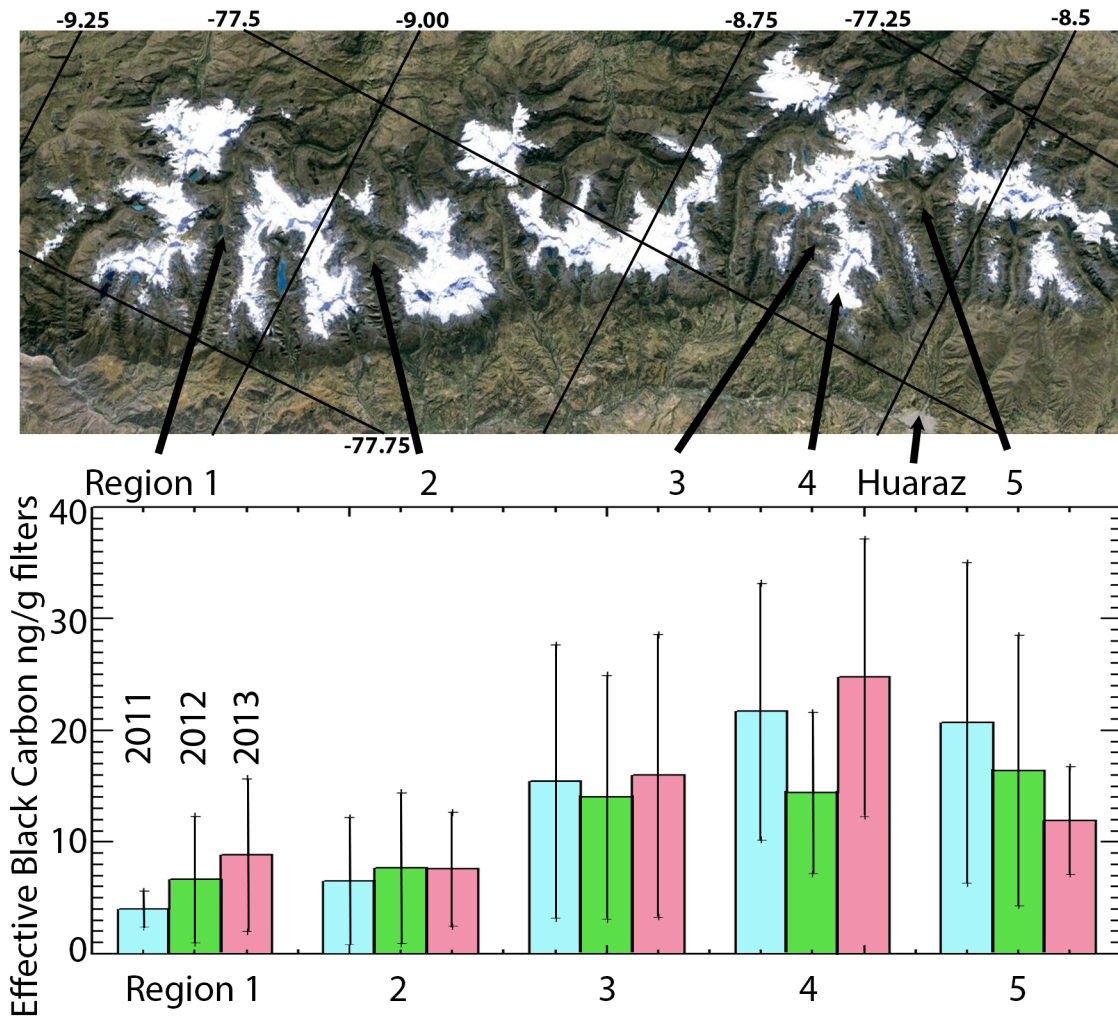 -9.25 -77.5 -9.00 -8.75 -77.25 -8.5
-77.75
Region 1 2 3 4 Huaraz 5
Effective Black Carbon ng/g filters
40
30
20
10
0
2011 2012 2013
Region 1 2 3 4 5